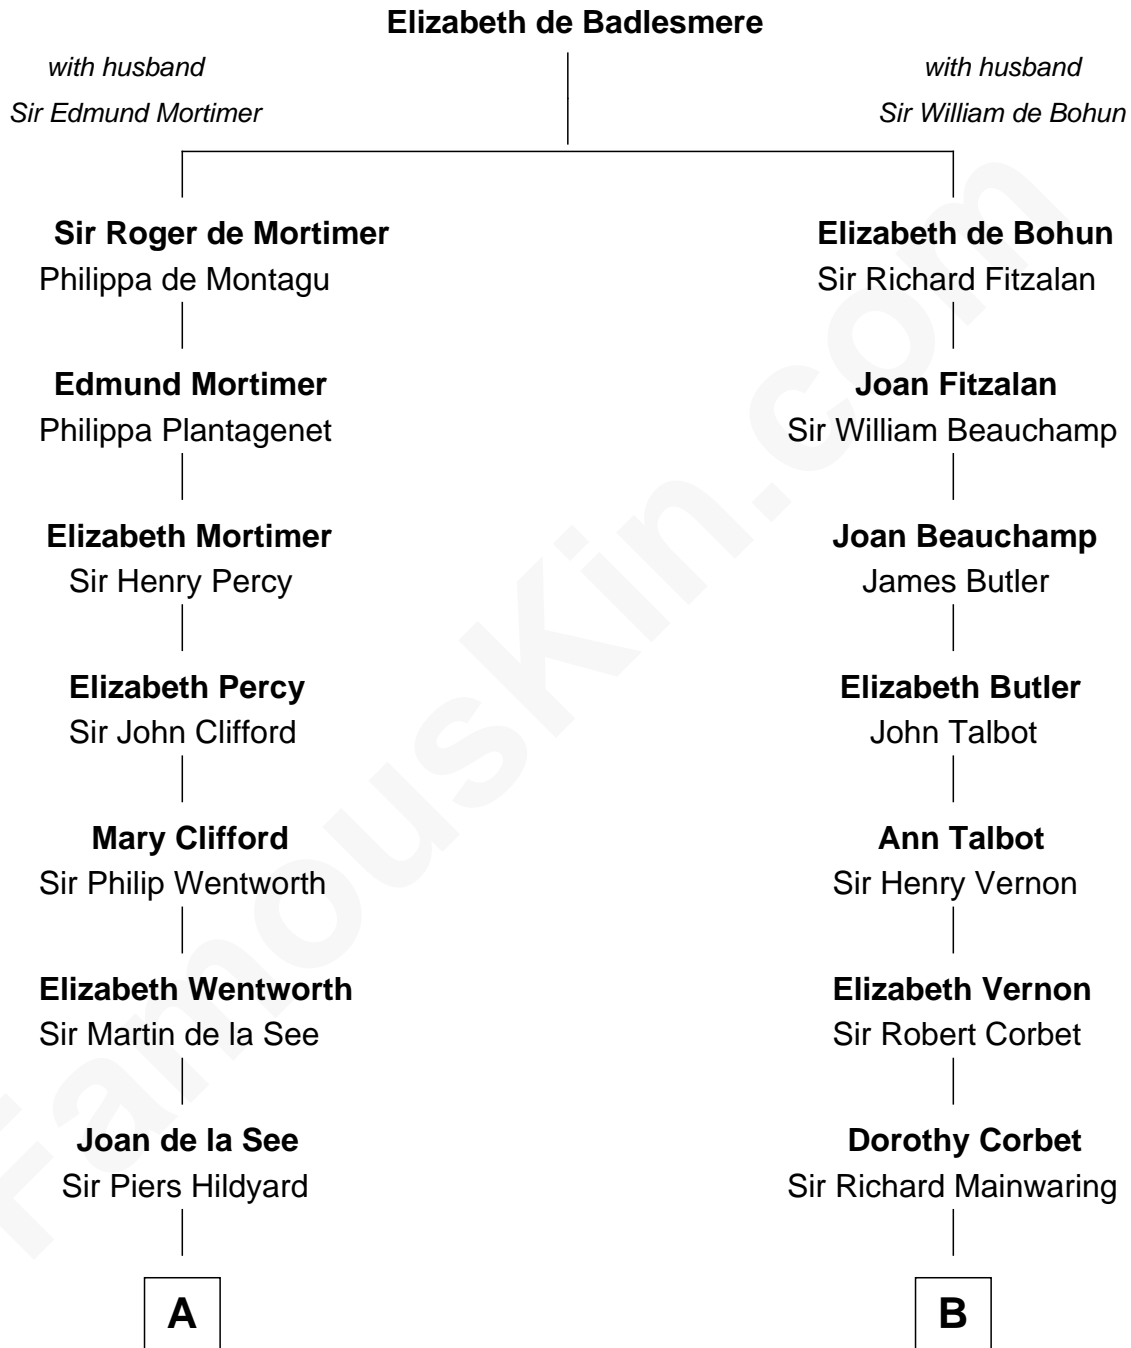 Elizabeth de Badlesmere
with husband
Sir Edmund Mortimer
with husband
Sir William de Bohun
Sir Roger de Mortimer
Philippa de Montagu
Elizabeth de Bohun
Sir Richard Fitzalan
Edmund Mortimer
Philippa Plantagenet
Joan Fitzalan
Sir William Beauchamp
Elizabeth Mortimer
Sir Henry Percy
Joan Beauchamp
James Butler
Elizabeth Percy
Sir John Clifford
Elizabeth Butler
John Talbot
Mary Clifford
Sir Philip Wentworth
Ann Talbot
Sir Henry Vernon
Elizabeth Wentworth
Sir Martin de la See
Elizabeth Vernon
Sir Robert Corbet
Joan de la See
Sir Piers Hildyard
Dorothy Corbet
Sir Richard Mainwaring
A
B
FamousKin.com